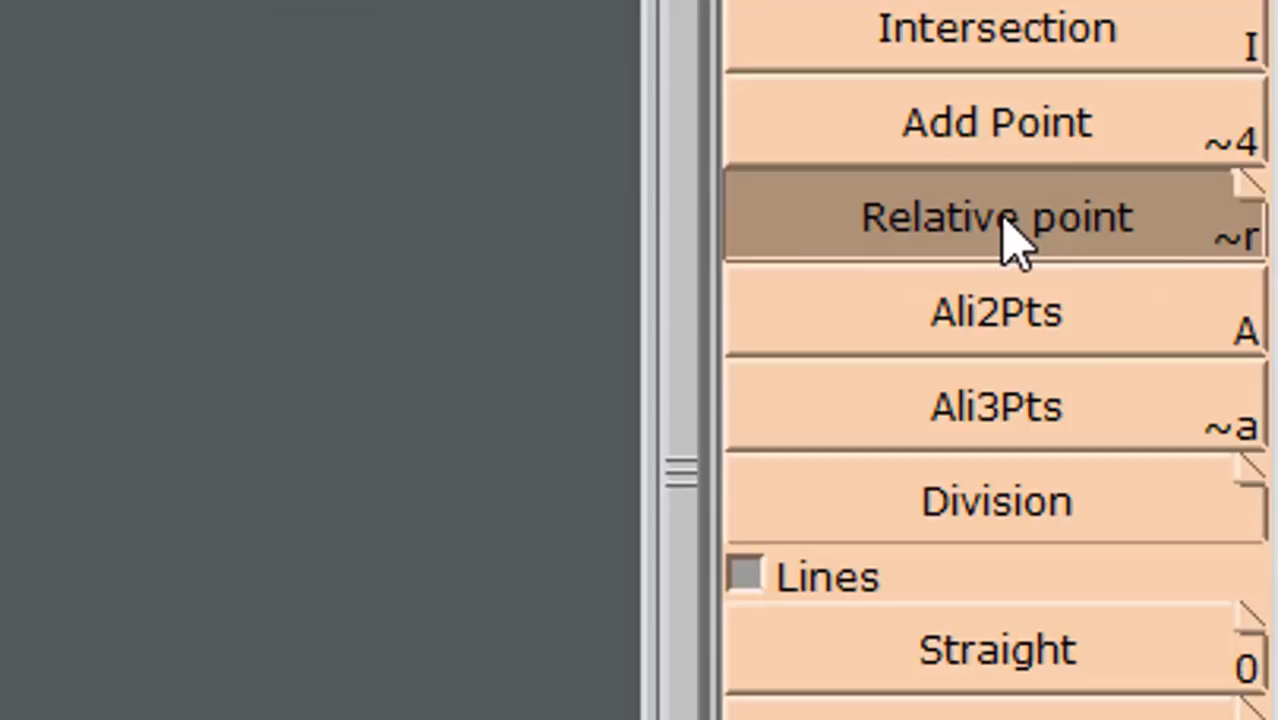 Intersection I
Add Point ~4
Relative point ~r
Ali2Pts A
Ali3Pts ~a
Division
Lines
Straight 0